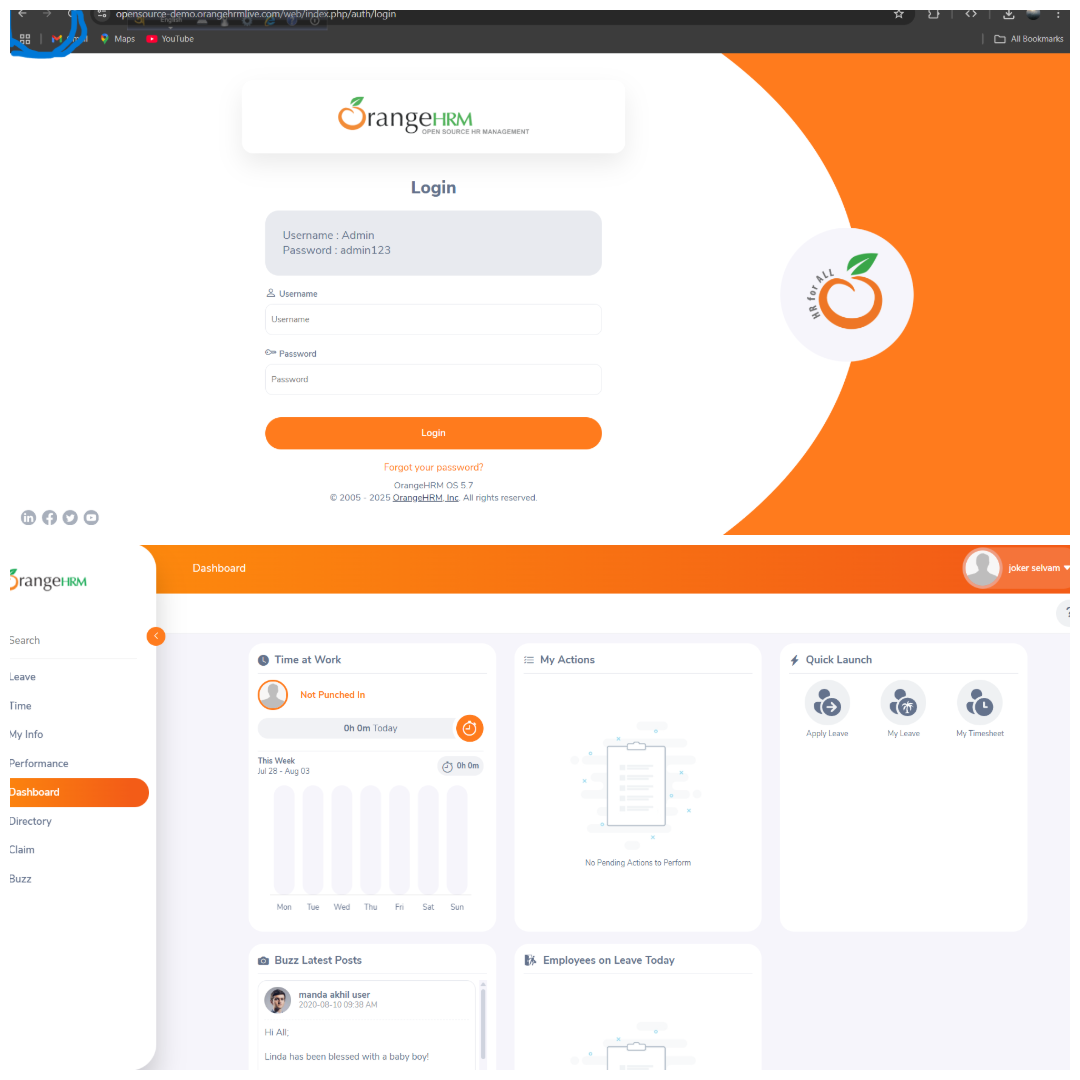 opensource-demo.orangehrmlive.com/web/index.php/auth/login
English
Maps
YouTube
All Bookmarks
OrangeHRM
OPEN SOURCE HR MANAGEMENT
Login
Username : Admin
Password : admin123
Username
Username
Password
Password
Login
Forgot your password?
OrangeHRM OS 5.7
© 2005 - 2025 OrangeHRM, Inc. All rights reserved.
HR for ALL
OrangeHRM
Dashboard
joker selvam
?
Search
Leave
Time
My Info
Performance
Dashboard
Directory
Claim
Buzz
Time at Work
Not Punched In
0h 0m Today
This Week
Jul 28 - Aug 03
0h 0m
Mon Tue Wed Thu Fri Sat Sun
My Actions
No Pending Actions to Perform
Quick Launch
Apply Leave
My Leave
My Timesheet
Buzz Latest Posts
manda akhil user
2020-08-10 09:38 AM
Hi All;
Linda has been blessed with a baby boy!
Employees on Leave Today